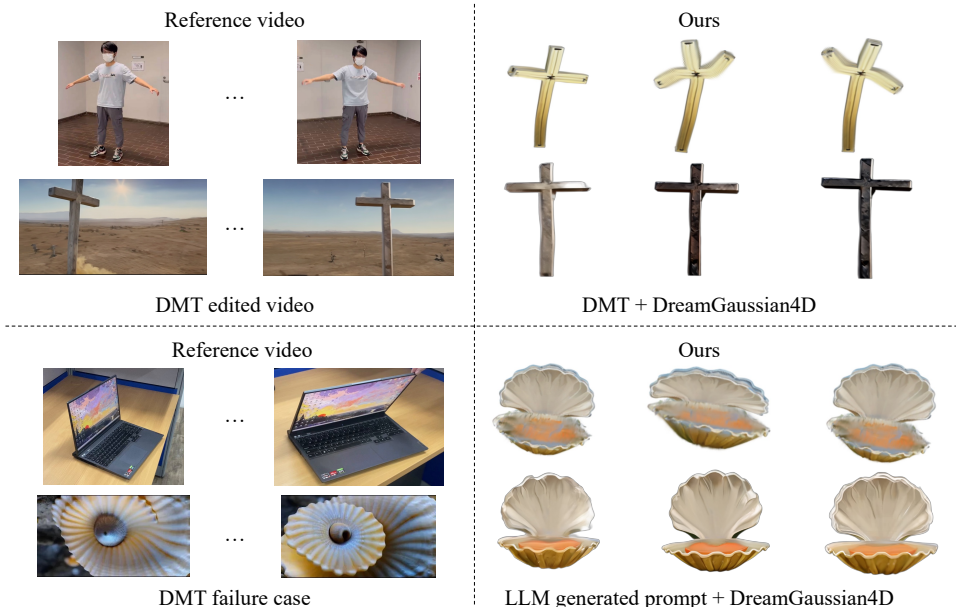 Reference video
Ours
...
...
DMT edited video
DMT + DreamGaussian4D
Reference video
Ours
...
...
DMT failure case
LLM generated prompt + DreamGaussian4D